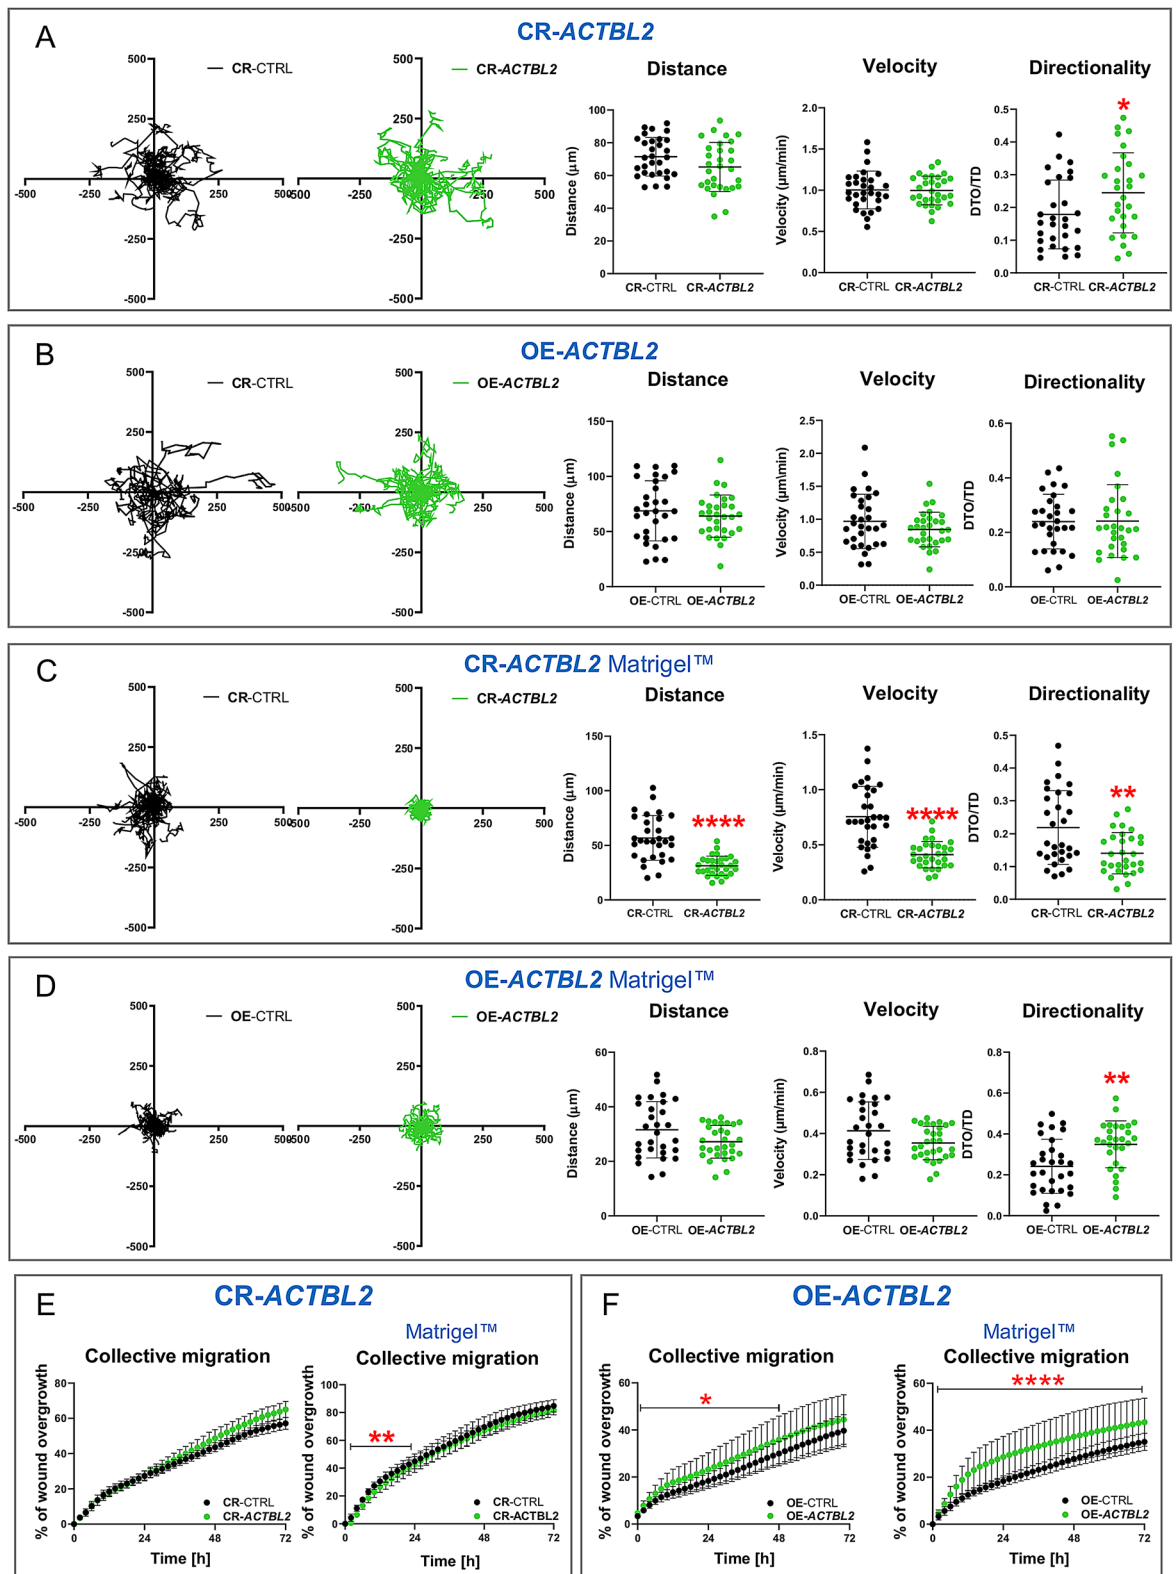 A
CR-ACTBL2
500
250
-500
-250
250
500
-250
-500
CR-CTRL
500
250
-500
-250
250
500
-250
-500
CR-ACTBL2
Distance
Distance (µm)
100
80
60
40
20
0
CR-CTRL CR-ACTBL2
Velocity
Velocity (µm/min)
2.0
1.5
1.0
0.5
0.0
CR-CTRL CR-ACTBL2
Directionality
*
DTO/TD
0.5
0.4
0.3
0.2
0.1
0.0
CR-CTRL CR-ACTBL2
B
OE-ACTBL2
500
250
-500
-250
250
500
-250
-500
CR-CTRL
500
250
-500
-250
250
500
-250
-500
OE-ACTBL2
Distance
Distance (µm)
150
100
50
0
OE-CTRL OE-ACTBL2
Velocity
Velocity (µm\min)
2.5
2.0
1.5
1.0
0.5
0.0
OE-CTRL OE-ACTBL2
Directionality
DTO/TD
0.6
0.4
0.2
0.0
OE-CTRL OE-ACTBL2
C
CR-ACTBL2 Matrigel™
500
250
-500
-250
250
500
-250
-500
CR-CTRL
500
250
-500
-250
250
500
-250
-500
CR-ACTBL2
Distance
****
Distance (µm)
150
100
50
0
CR-CTRL CR-ACTBL2
Velocity
****
Velocity (µm/min)
1.5
1.0
0.5
0.0
CR-CTRL CR-ACTBL2
Directionality
**
DTO/TD
0.5
0.4
0.3
0.2
0.1
0.0
CR-CTRL CR-ACTBL2
D
OE-ACTBL2 Matrigel™
500
250
-500
-250
250
500
-250
-500
OE-CTRL
500
250
-500
-250
250
500
-250
-500
OE-ACTBL2
Distance
Distance (µm)
60
40
20
0
OE-CTRL OE-ACTBL2
Velocity
Velocity (µm/min)
0.8
0.6
0.4
0.2
0.0
OE-CTRL OE-ACTBL2
Directionality
**
DTO/TD
0.8
0.6
0.4
0.2
0.0
OE-CTRL OE-ACTBL2
E
CR-ACTBL2
Collective migration
% of wound overgrowth
80
60
40
20
0
CR-CTRL
CR-ACTBL2
0 24 48 72
Time [h]
Matrigel™
Collective migration
% of wound overgrowth
100
80
60
40
20
0
**
CR-CTRL
CR-ACTBL2
0 24 48 72
Time [h]
F
OE-ACTBL2
Collective migration
% of wound overgrowth
60
40
20
0
*
OE-CTRL
OE-ACTBL2
0 24 48 72
Time [h]
Matrigel™
Collective migration
% of wound overgrowth
60
40
20
0
****
OE-CTRL
OE-ACTBL2
0 24 48 72
Time [h]